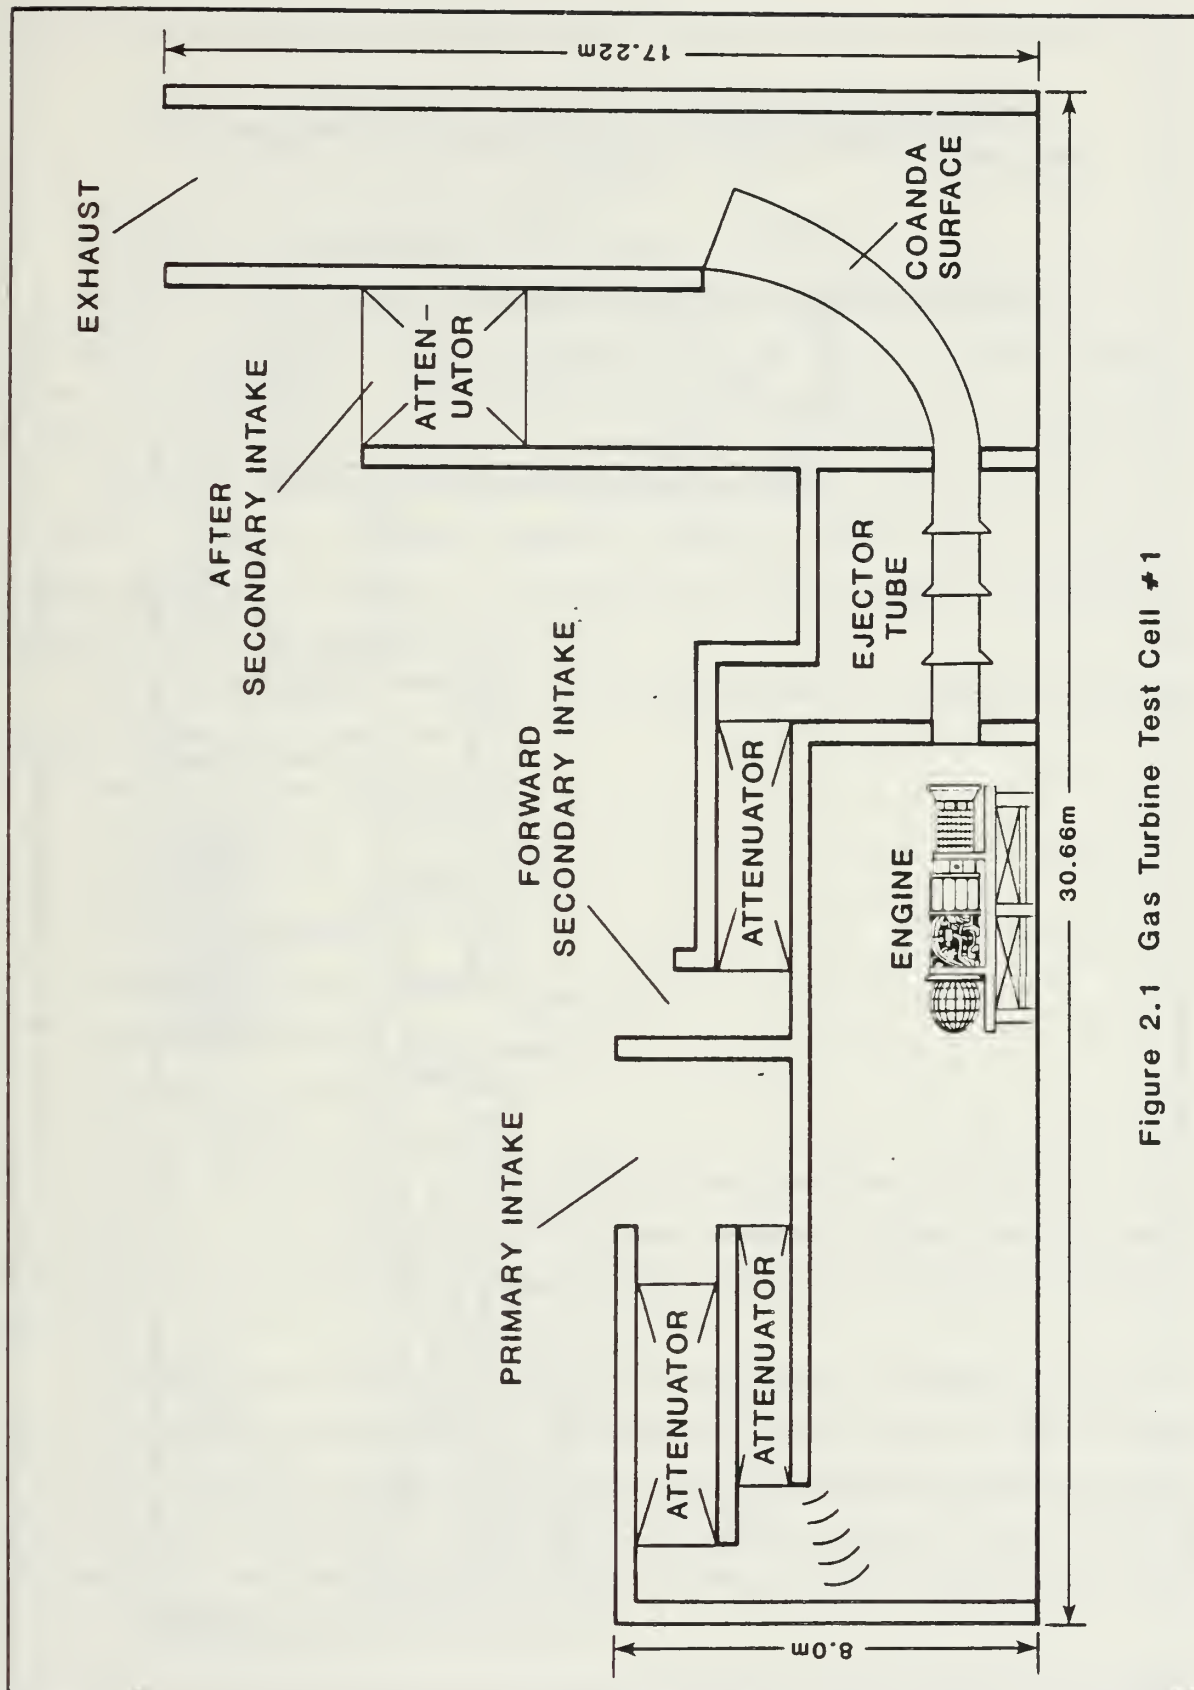 EXHAUST
17.22m
AFTER
SECONDARY INTAKE
ATTEN-
UATOR
COANDA
SURFACE
FORWARD
SECONDARY INTAKE
EJECTOR
TUBE
PRIMARY INTAKE
ATTENUATOR
ATTENUATOR
ATTENUATOR
ENGINE
8.0m
30.66m
Figure 2.1 Gas Turbine Test Cell #1